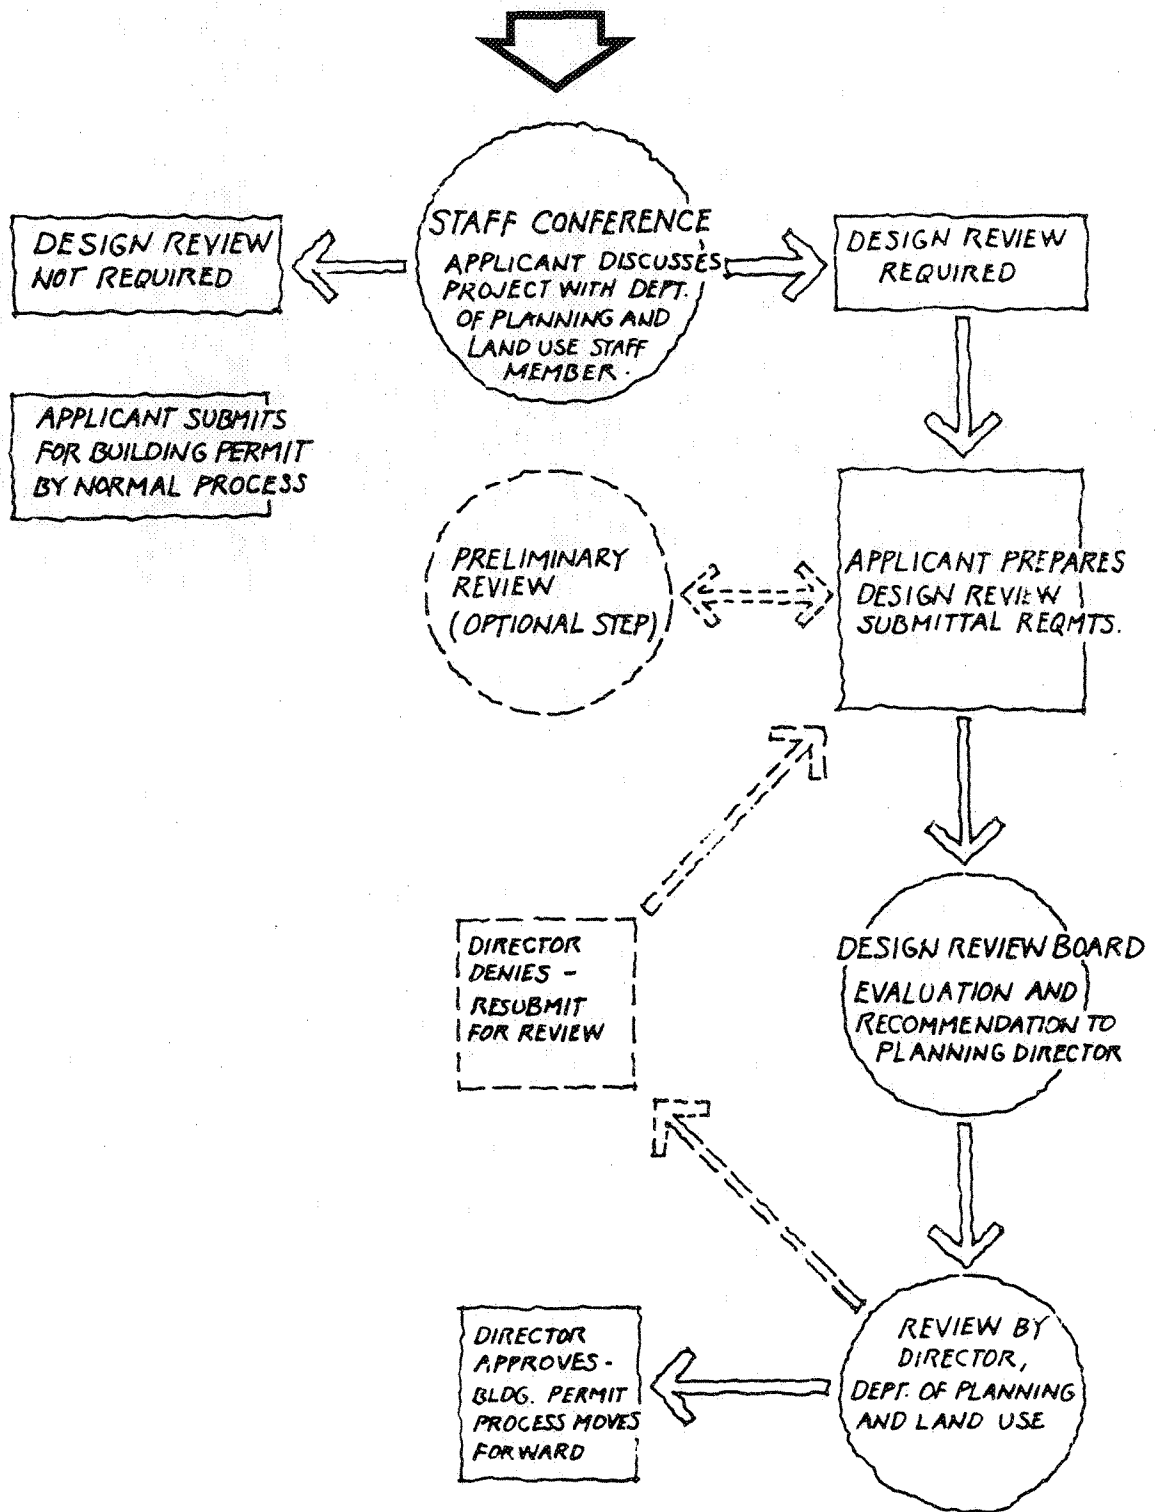 STAFF CONFERENCE
APPLICANT DISCUSSES
PROJECT WITH DEPT.
OF PLANNING AND
LAND USE STAFF
MEMBER.
DESIGN REVIEW
NOT REQUIRED
DESIGN REVIEW
REQUIRED
APPLICANT SUBMITS
FOR BUILDING PERMIT
BY NORMAL PROCESS
PRELIMINARY
REVIEW
(OPTIONAL STEP)
APPLICANT PREPARES
DESIGN REVIEW
SUBMITTAL REQMTS.
DESIGN REVIEW BOARD
EVALUATION AND
RECOMMENDATION TO
PLANNING DIRECTOR
DIRECTOR
DENIES -
RESUBMIT
FOR REVIEW
REVIEW BY
DIRECTOR,
DEPT. OF PLANNING
AND LAND USE
DIRECTOR
APPROVES -
BLDG. PERMIT
PROCESS MOVES
FORWARD